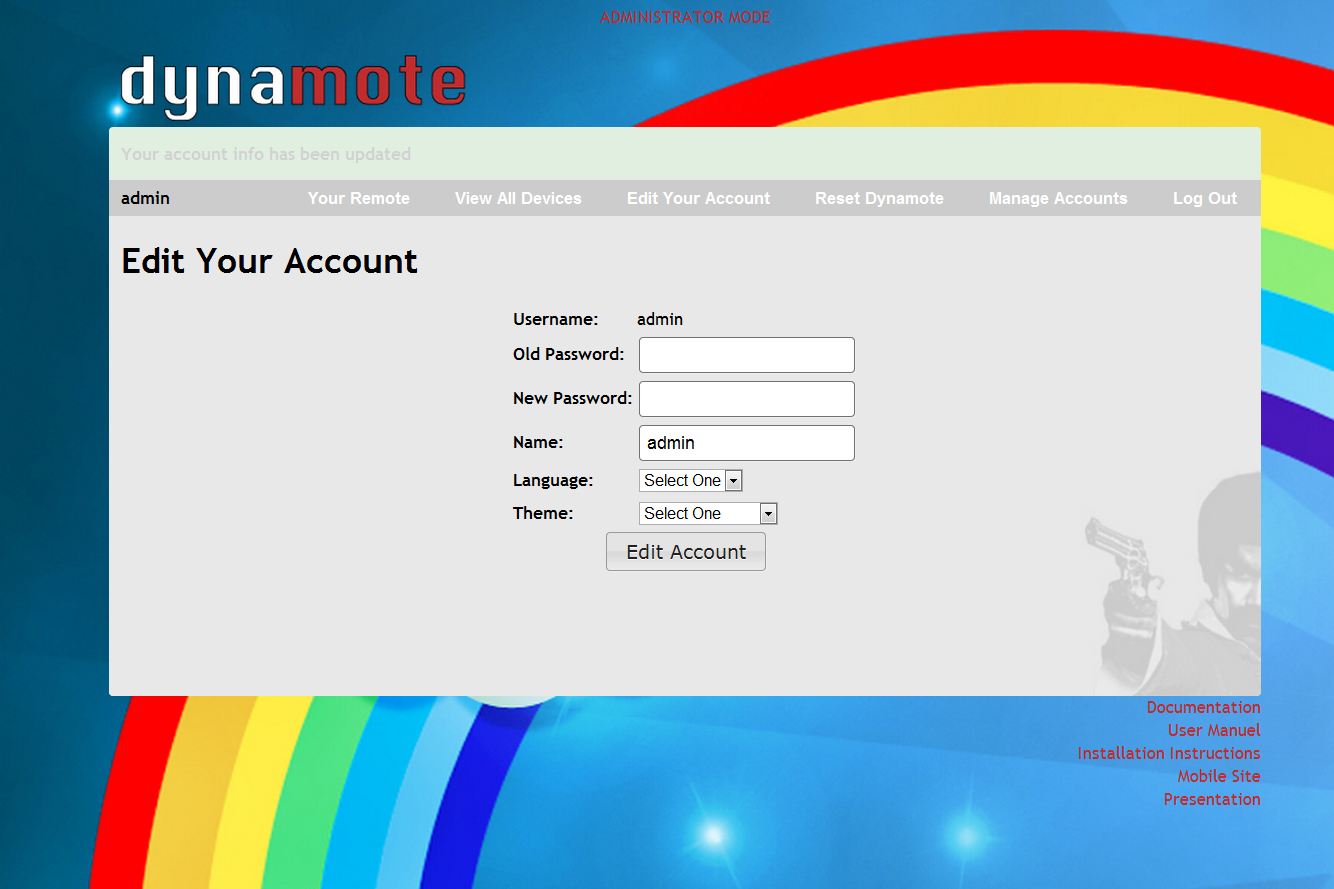 ADMINISTRATOR MODE
dynamote
Your account info has been updated
admin Your Remote View All Devices Edit Your Account Reset Dynamote Manage Accounts Log Out
Edit Your Account
Username: admin
Old Password:
New Password:
Name: admin
Language: Select One
Theme: Select One
Edit Account
Documentation
User Manuel
Installation Instructions
Mobile Site
Presentation